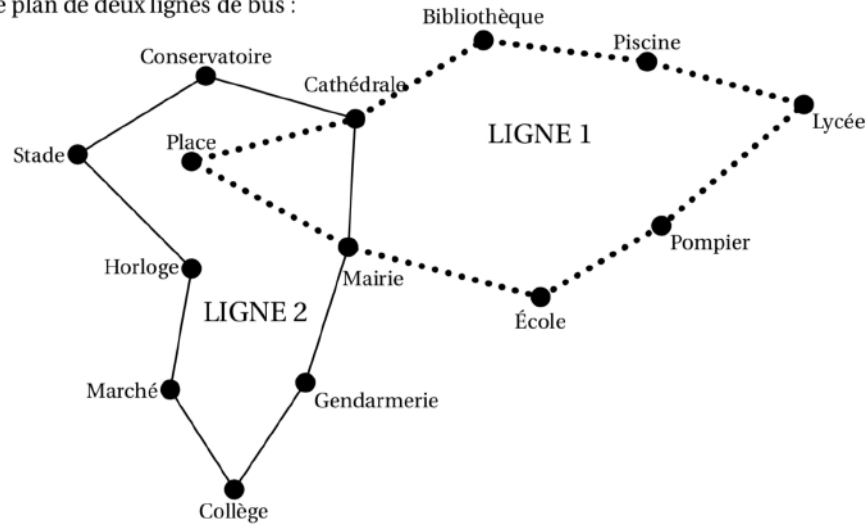 e plan de deux lignes de bus :
Bibliothèque
Conservatoire
Piscine
Cathédrale
Lycée
LIGNE 1
Place
Stade
Pompier
Horloge
Mairie
LIGNE 2
École
Marché
Gendarmerie
Collège